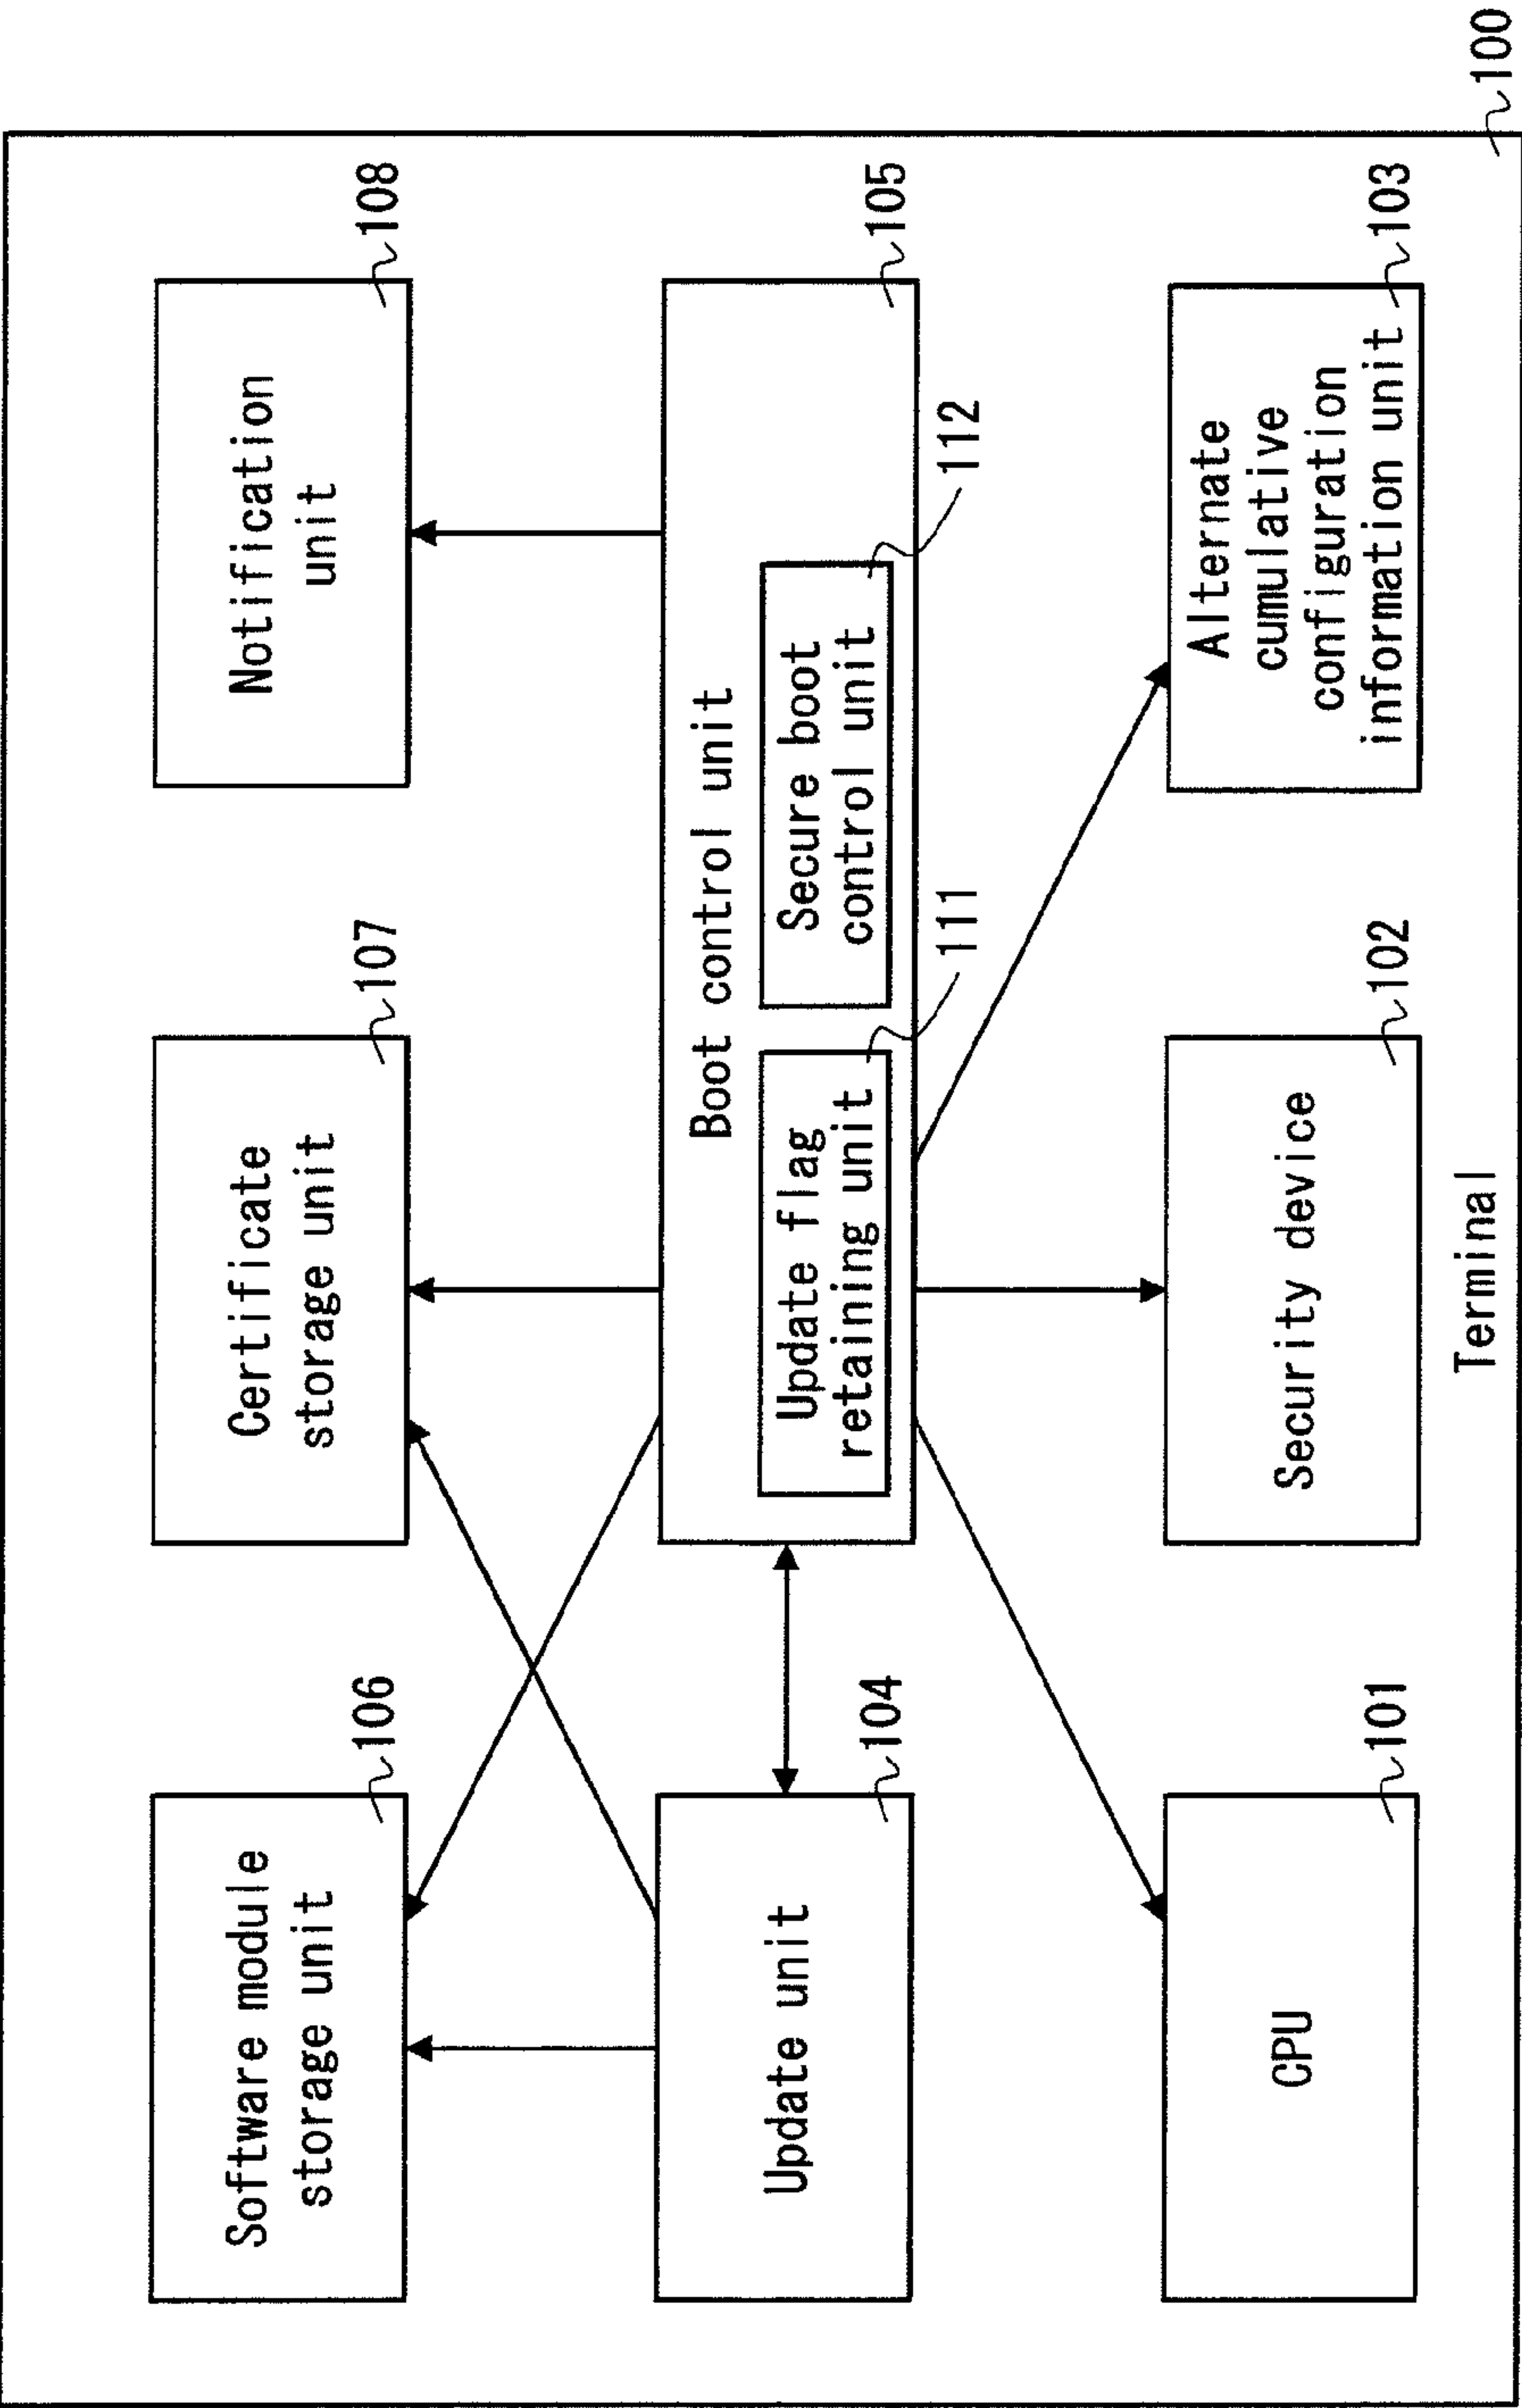 Software module
storage unit
106
Certificate
storage unit
107
Notification
unit
108
Update unit
104
Boot control unit
105
Update flag
retaining unit
111
Secure boot
control unit
112
CPU
101
Security device
102
Alternate
cumulative
configuration
information unit
103
Terminal
100